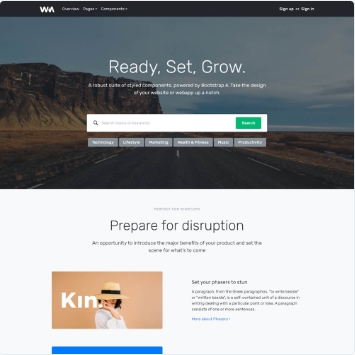 Overview Pages Components
Sign up or Sign in
Ready, Set, Grow.
A robust suite of styled components, powered by Bootstrap 4. Take the design
of your website or webapp up a notch.
Search
Technology Lifestyle Marketing Health & Fitness Music Productivity
PERFECT FOR STARTUPS
Prepare for disruption
An opportunity to introduce the major benefits of your product and set the
scene for what's to come
Kin
Set your phasers to stun
A paragraph, from the Greek paragraphos, "to write beside"
or "written beside", is a self-contained unit of a discourse in
writing dealing with a particular point or idea. A paragraph
consists of one or more sentences.
More about Phasers